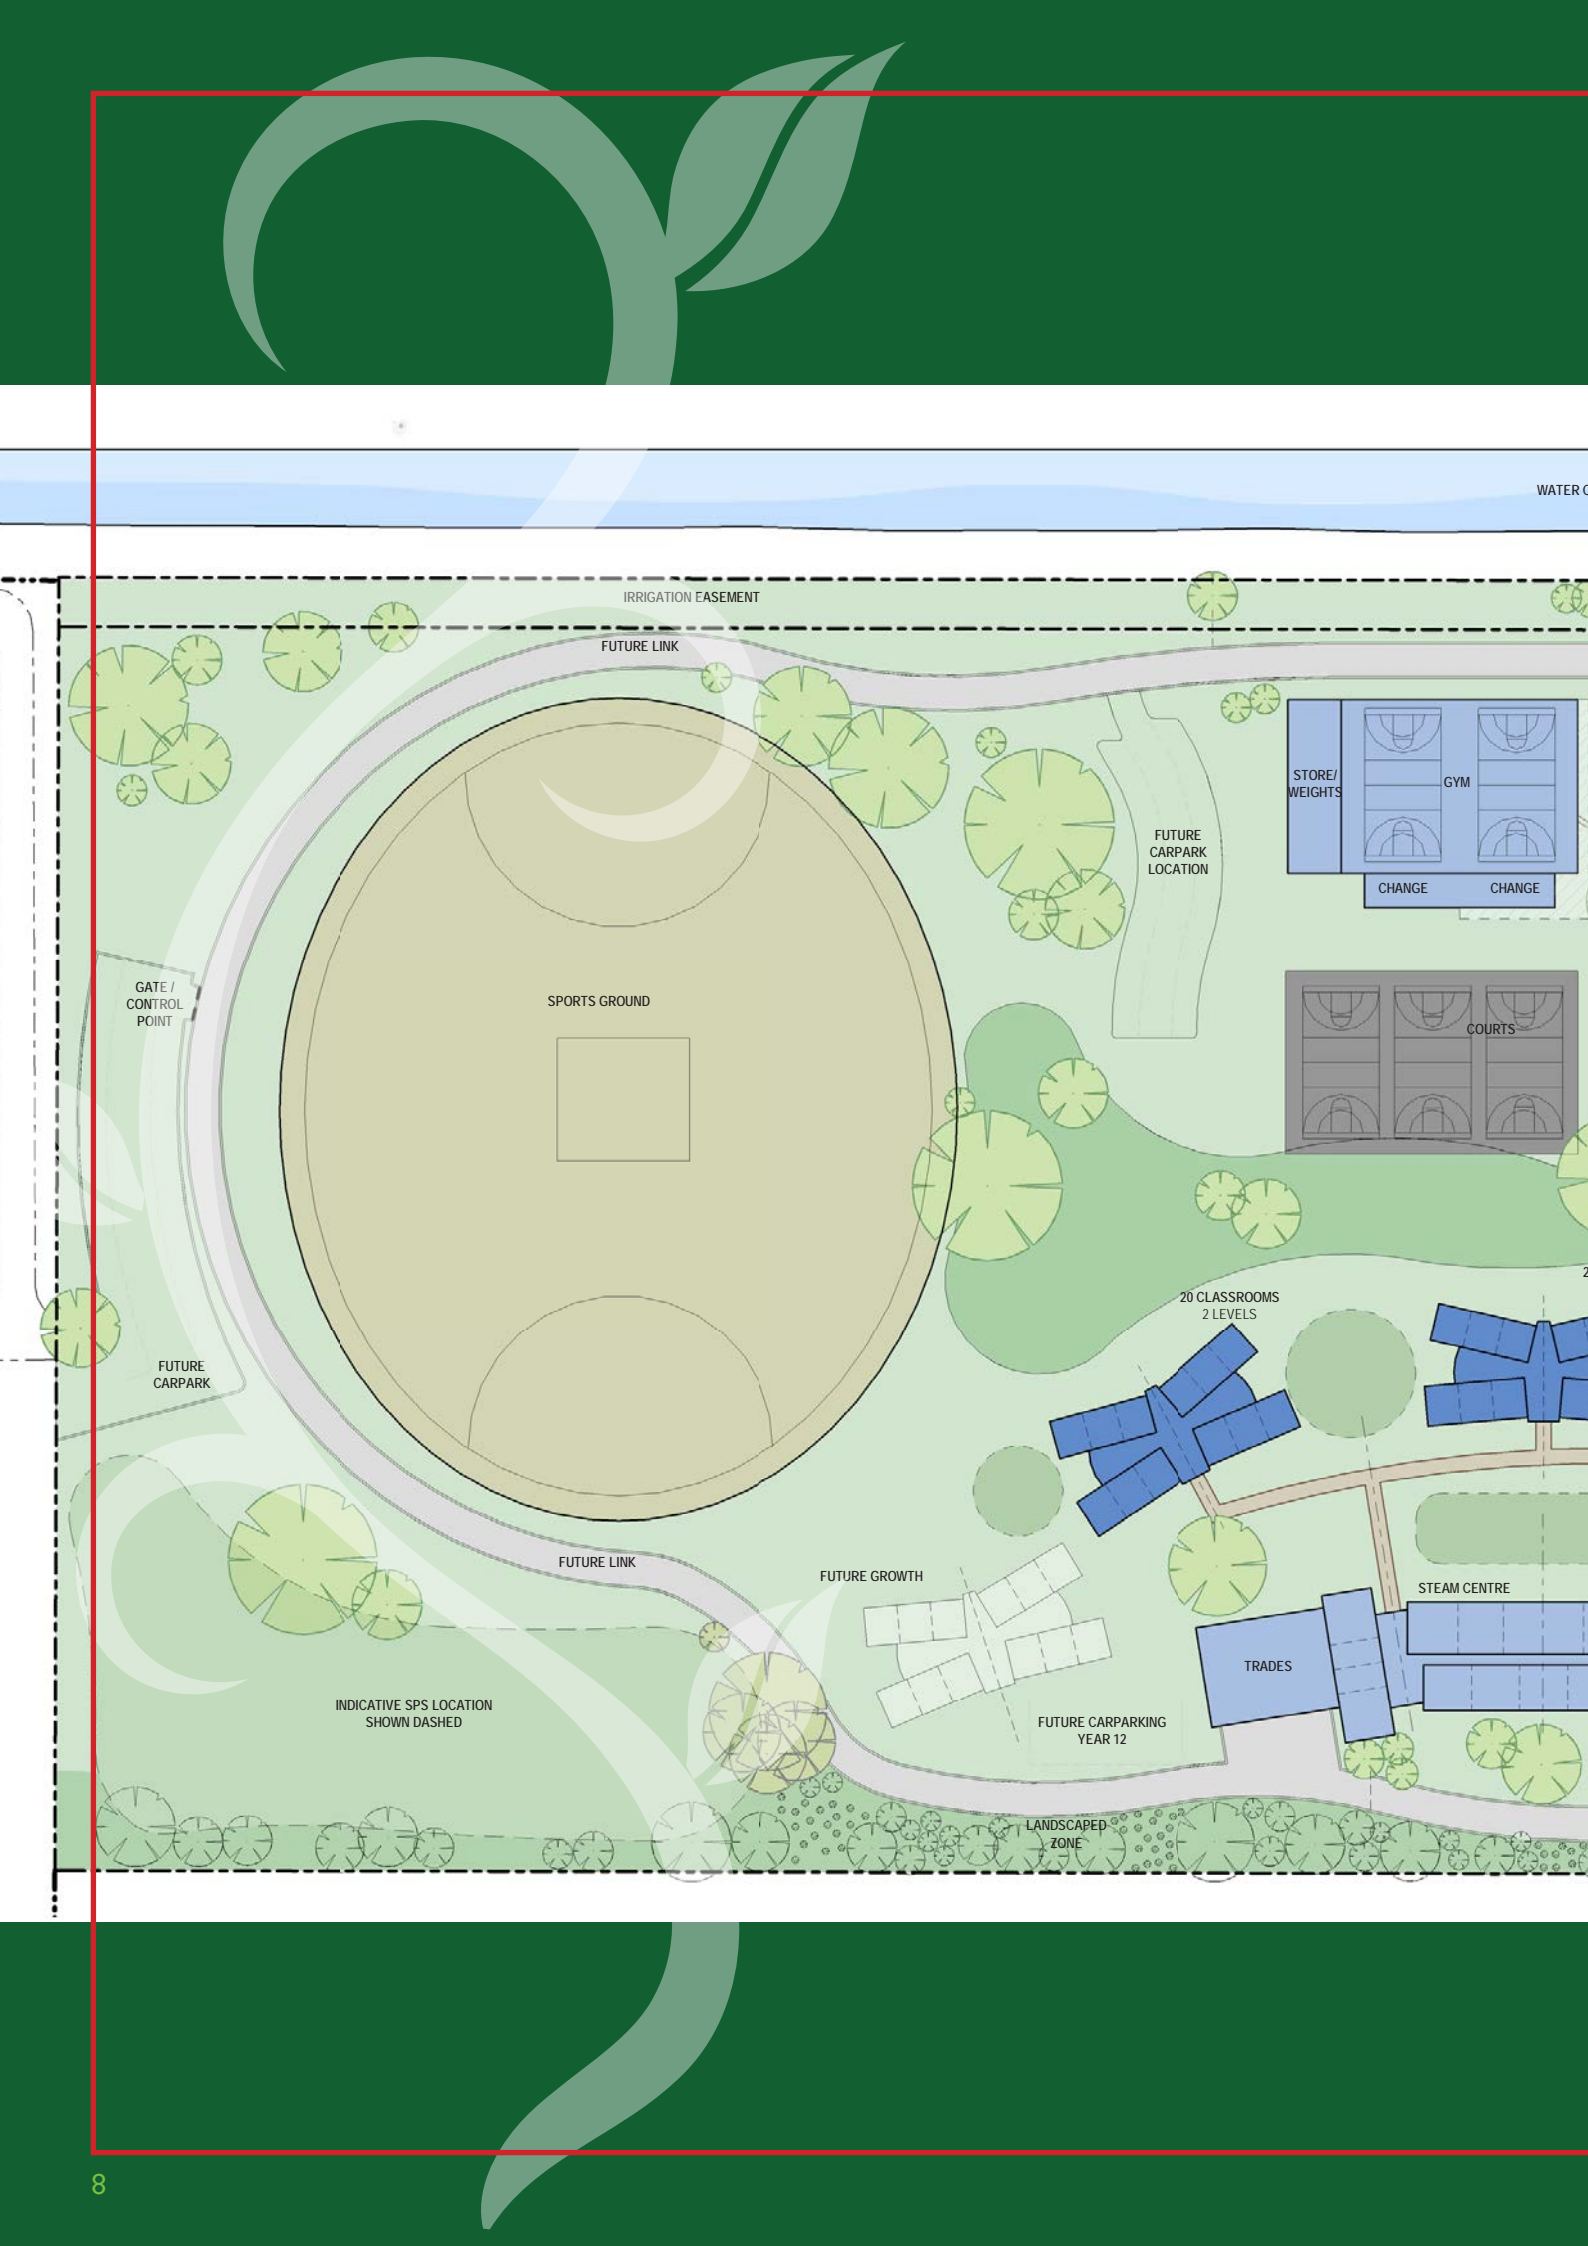 WATER
IRRIGATION EASEMENT
FUTURE LINK
STORE/
WEIGHTS
GYM
FUTURE
CARPARK
LOCATION
CHANGE
CHANGE
GATE /
CONTROL
POINT
SPORTS GROUND
COURTS
20 CLASSROOMS
2 LEVELS
2
FUTURE
CARPARK
FUTURE LINK
FUTURE GROWTH
STEAM CENTRE
TRADES
INDICATIVE SPS LOCATION
SHOWN DASHED
FUTURE CARPARKING
YEAR 12
LANDSCAPED
ZONE
8